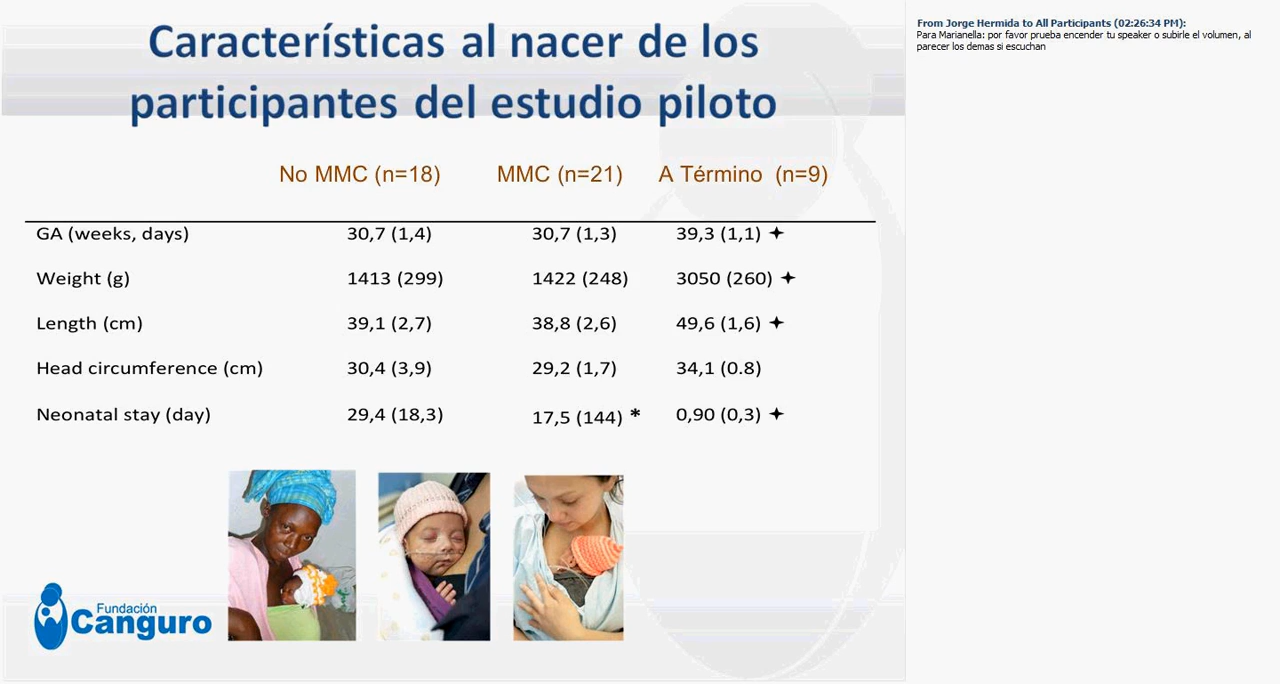 Características al nacer de los
participantes del estudio piloto
No MMC (n=18) MMC (n=21) A Término (n=9)
GA (weeks, days) 30,7 (1,4) 30,7 (1,3) 39,3 (1,1) ✦
Weight (g) 1413 (299) 1422 (248) 3050 (260) ✦
Length (cm) 39,1 (2,7) 38,8 (2,6) 49,6 (1,6) ✦
Head circumference (cm) 30,4 (3,9) 29,2 (1,7) 34,1 (0.8)
Neonatal stay (day) 29,4 (18,3) 17,5 (144) * 0,90 (0,3) ✦
Fundación
Canguro
From Jorge Hermida to All Participants (02:26:34 PM):
Para Marianella: por favor prueba encender tu speaker o subirle el volumen, al
parecer los demas si escuchan